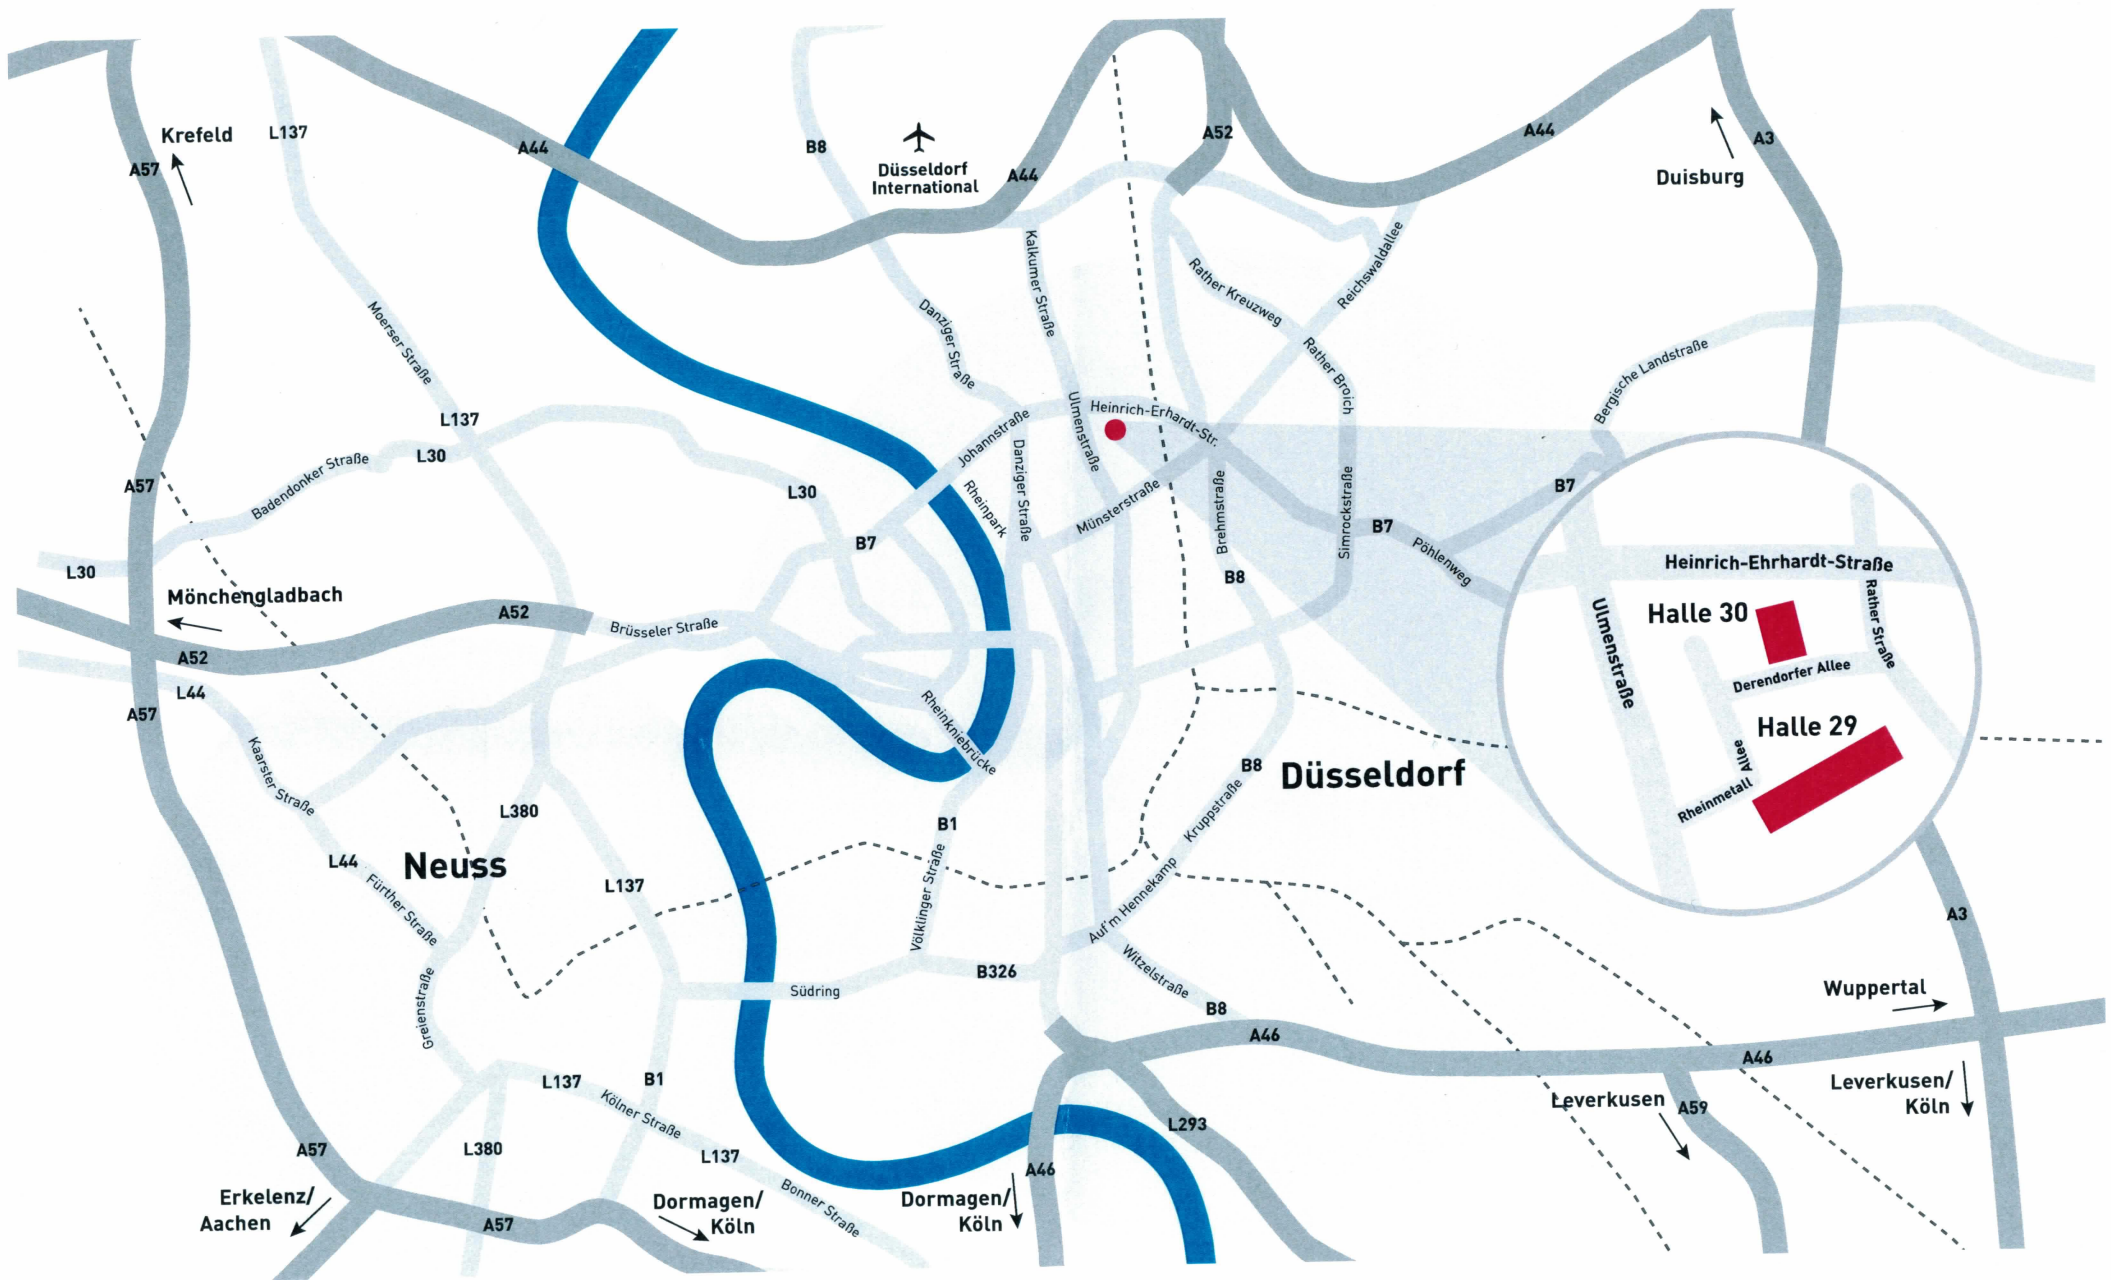 Krefeld
L137
A57
A44
B8
Düsseldorf
International
A44
A52
A44
A3
Duisburg
Kalkumer Straße
Rather Kreuzweg
Reichswaldallee
Moerser Straße
Danziger Straße
Rather Broich
Bergische Landstraße
L137
L30
Badendonker Straße
A57
L30
Johannstraße
Ulmenstraße
Heinrich-Erhardt-Str.
Danziger Straße
Rheinpark
Münsterstraße
Brehmstraße
Simrockstraße
B7
B7
Pöhlenweg
B7
B8
L30
Mönchengladbach
A52
Brüsseler Straße
A52
L44
A57
Heinrich-Ehrhardt-Straße
Halle 30
Ulmenstraße
Rather Straße
Derendorfer Allee
Halle 29
Rheinmetall
Allee
Rheinkniebrücke
Kaarster Straße
B8
Düsseldorf
L380
B1
Kruppstraße
L44
Neuss
Fürther Straße
L137
Völklinger Straße
Auf'm Hennekamp
A3
B326
Witzelstraße
Südring
B8
Greienstraße
Wuppertal
A46
A46
L137
B1
Kölner Straße
Leverkusen
A59
Leverkusen/
Köln
L293
A57
L380
L137
A46
Erkelenz/
Aachen
A57
Dormagen/
Köln
Bonner Straße
Dormagen/
Köln